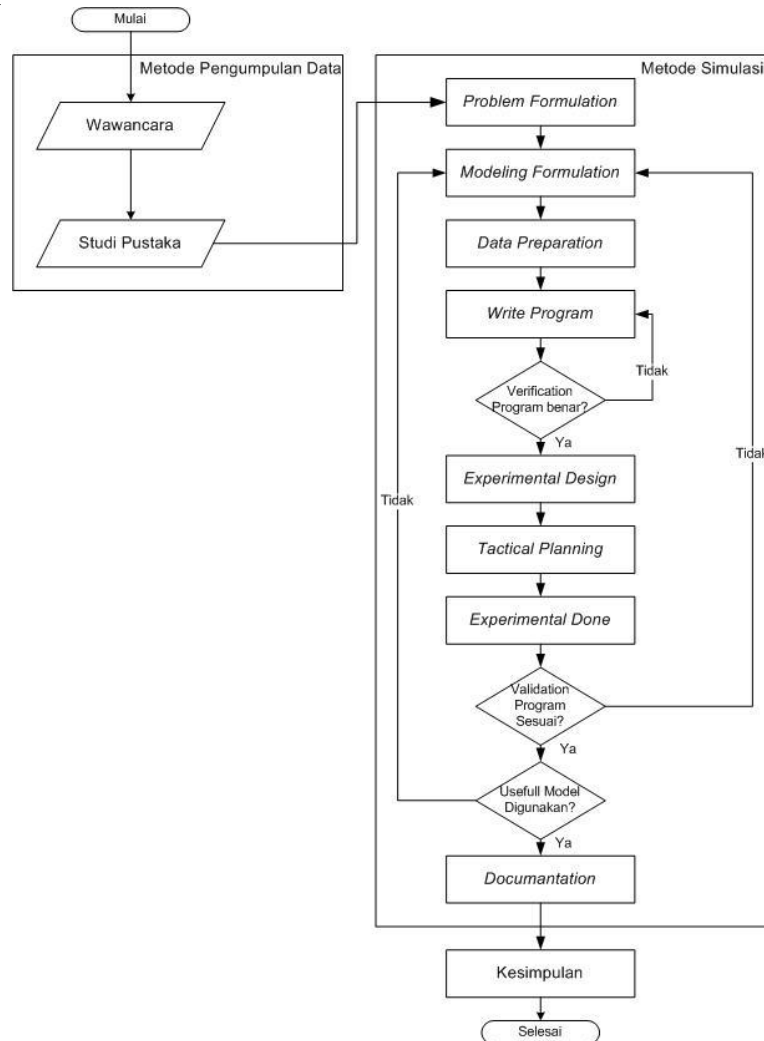 Mulai
Metode Pengumpulan Data
Wawancara
Studi Pustaka
Metode Simulasi
Problem Formulation
Modeling Formulation
Data Preparation
Write Program
Tidak
Verification
Program benar?
Ya
Experimental Design
Tidak
Tidak
Tactical Planning
Experimental Done
Validation
Program
Sesuai?
Ya
Usefull Model
Digunakan?
Ya
Documantation
Kesimpulan
Selesai